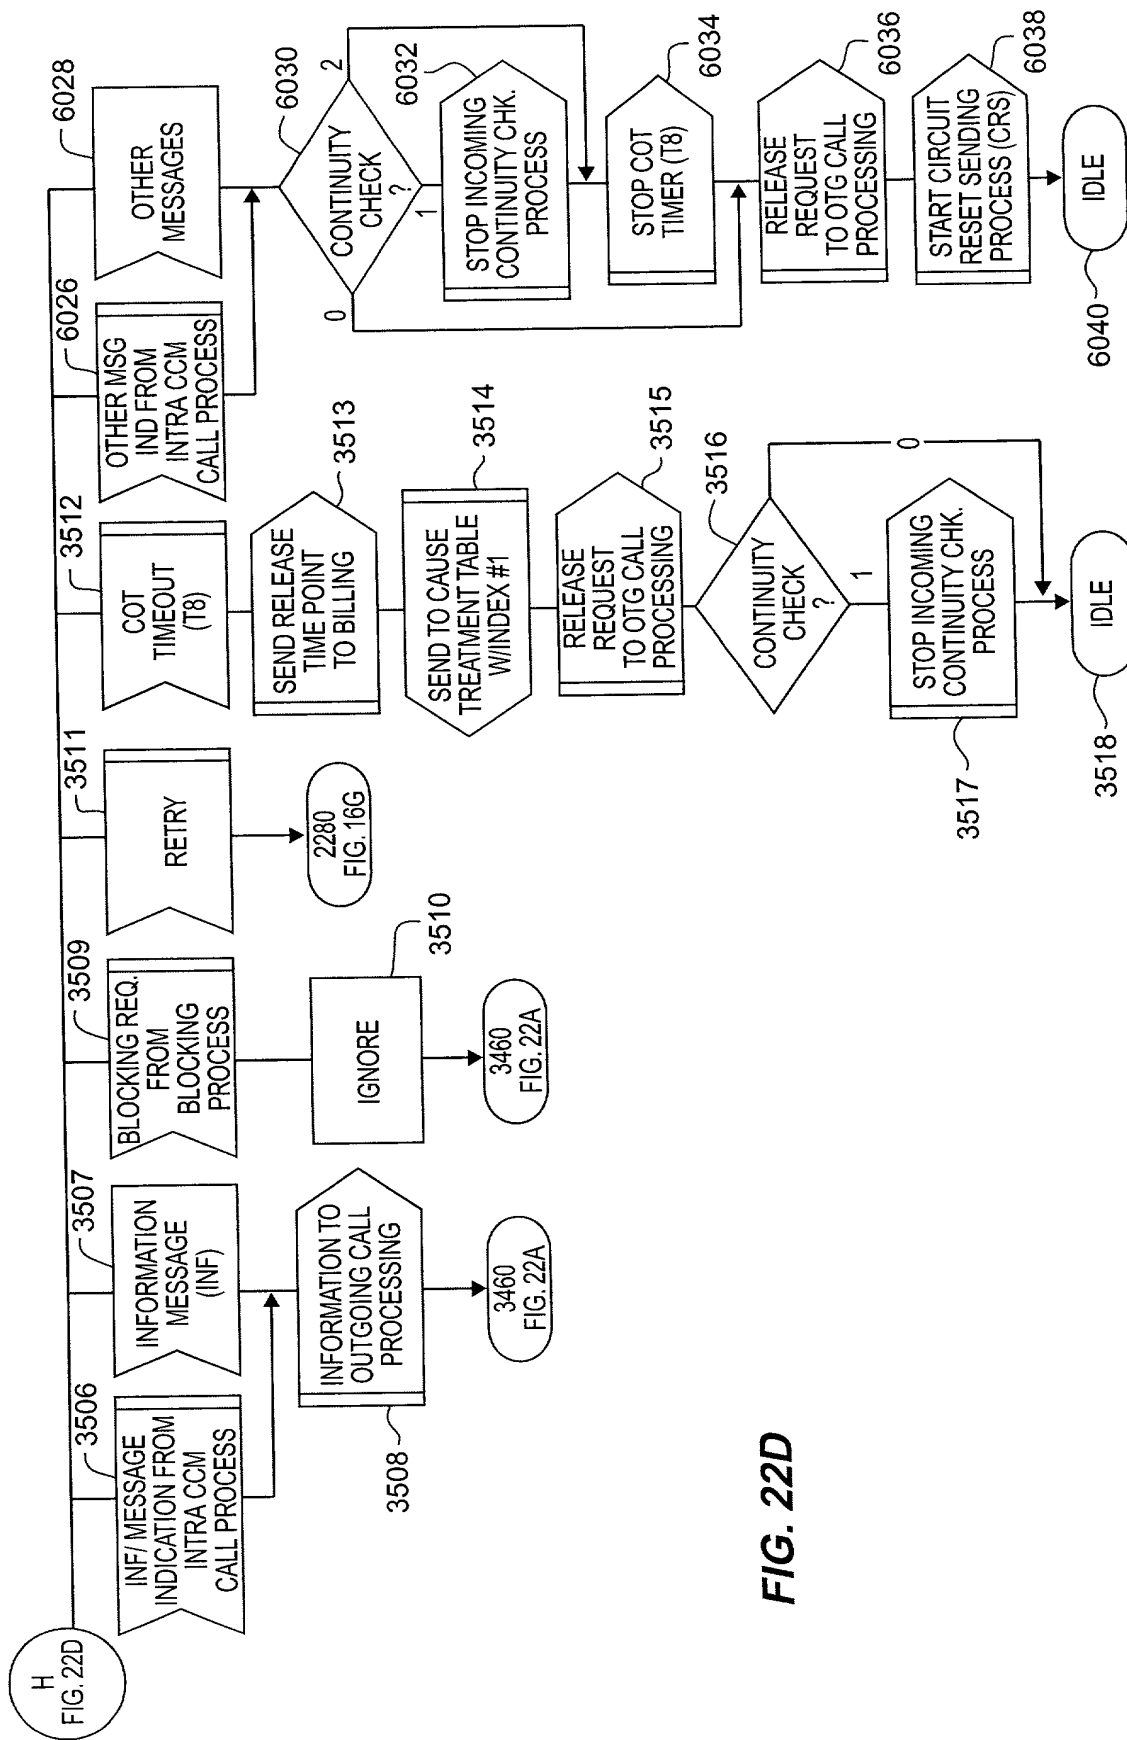 H
FIG. 22D
3506
INF/ MESSAGE
INDICATION FROM
INTRA CCM
CALL PROCESS
3507
INFORMATION
MESSAGE
(INF)
3508
INFORMATION TO
OUTGOING CALL
PROCESSING
3460
FIG. 22A
3509
BLOCKING REQ.
FROM
BLOCKING
PROCESS
IGNORE
3510
3460
FIG. 22A
3511
RETRY
2280
FIG. 16G
3512
COT
TIMEOUT
(T8)
SEND RELEASE
TIME POINT
TO BILLING
3513
SEND TO CAUSE
TREATMENT TABLE
W/INDEX #1
3514
RELEASE
REQUEST
TO OTG CALL
PROCESSING
3515
CONTINUITY
CHECK
?
3516
1
0
STOP INCOMING
CONTINUITY CHK.
PROCESS
3517
IDLE
3518
6026
OTHER MSG
IND FROM
INTRA CCM
CALL PROCESS
6028
OTHER
MESSAGES
CONTINUITY
CHECK
?
6030
0
1
2
STOP INCOMING
CONTINUITY CHK.
PROCESS
6032
STOP COT
TIMER (T8)
6034
RELEASE
REQUEST
TO OTG CALL
PROCESSING
6036
START CIRCUIT
RESET SENDING
PROCESS (CRS)
6038
IDLE
6040
FIG. 22D